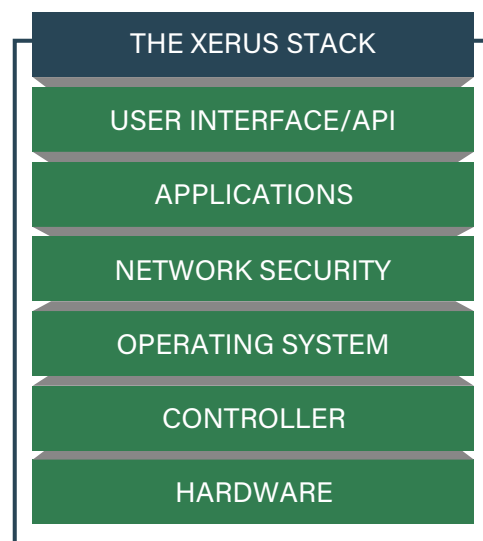 THE XERUS STACK
USER INTERFACE/API
APPLICATIONS
NETWORK SECURITY
OPERATING SYSTEM
CONTROLLER
HARDWARE